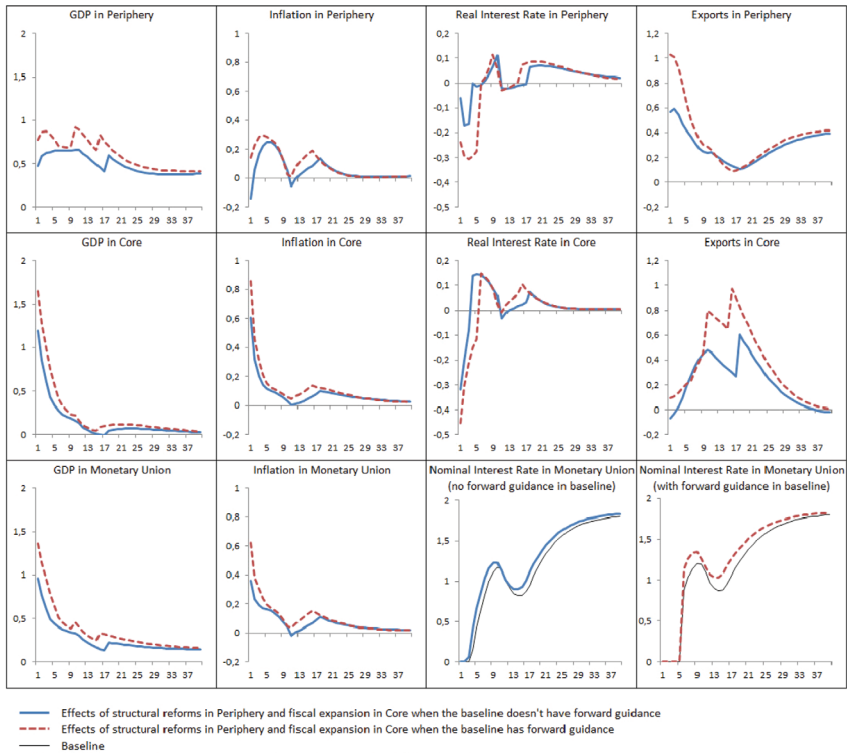 GDP in Periphery
2
1,5
1
0,5
0
1 5 9 13 17 21 25 29 33 37
Inflation in Periphery
1
0,8
0,6
0,4
0,2
0
-0,2
1 5 9 13 17 21 25 29 33 37
Real Interest Rate in Periphery
0,2
0,1
0
-0,1
-0,2
-0,3
-0,4
-0,5
1 5 9 13 17 21 25 29 33 37
Exports in Periphery
1,2
1
0,8
0,6
0,4
0,2
0
-0,2
1 5 9 13 17 21 25 29 33 37
GDP in Core
2
1,5
1
0,5
0
1 5 9 13 17 21 25 29 33 37
Inflation in Core
1
0,8
0,6
0,4
0,2
0
-0,2
1 5 9 13 17 21 25 29 33 37
Real Interest Rate in Core
0,2
0,1
0
-0,1
-0,2
-0,3
-0,4
-0,5
1 5 9 13 17 21 25 29 33 37
Exports in Core
1,2
1
0,8
0,6
0,4
0,2
0
-0,2
1 5 9 13 17 21 25 29 33 37
GDP in Monetary Union
2
1,5
1
0,5
0
1 5 9 13 17 21 25 29 33 37
Inflation in Monetary Union
1
0,8
0,6
0,4
0,2
0
-0,2
1 5 9 13 17 21 25 29 33 37
Nominal Interest Rate in Monetary Union
(no forward guidance in baseline)
2
1,5
1
0,5
0
1 5 9 13 17 21 25 29 33 37
Nominal Interest Rate in Monetary Union
(with forward guidance in baseline)
2
1,5
1
0,5
0
1 5 9 13 17 21 25 29 33 37
Effects of structural reforms in Periphery and fiscal expansion in Core when the baseline doesn't have forward guidance
Effects of structural reforms in Periphery and fiscal expansion in Core when the baseline has forward guidance
Baseline